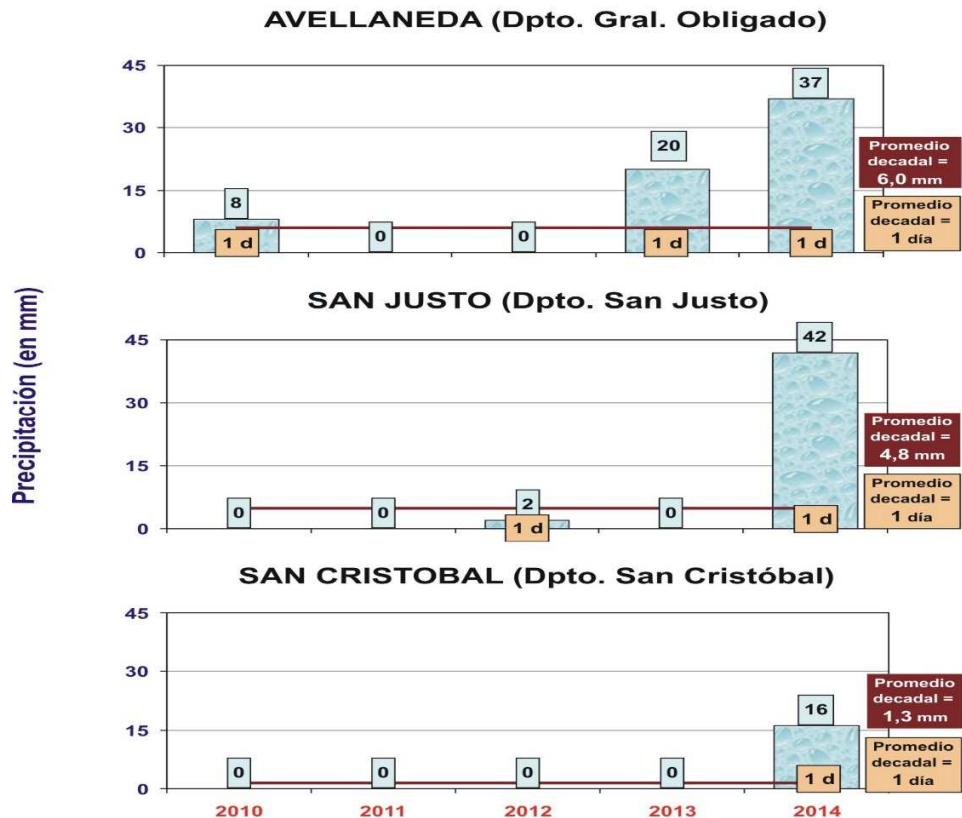 AVELLANEDA (Dpto. Gral. Obligado)
45
30
15
0
8
0
0
20
37
1 d
1 d
1 d
Promedio
decadal =
6,0 mm
Promedio
decadal =
1 día
Precipitación (en mm)
SAN JUSTO (Dpto. San Justo)
45
30
15
0
0
0
2
0
42
1 d
1 d
Promedio
decadal =
4,8 mm
Promedio
decadal =
1 día
SAN CRISTOBAL (Dpto. San Cristóbal)
45
30
15
0
0
0
0
0
16
1 d
Promedio
decadal =
1,3 mm
Promedio
decadal =
1 día
2010
2011
2012
2013
2014